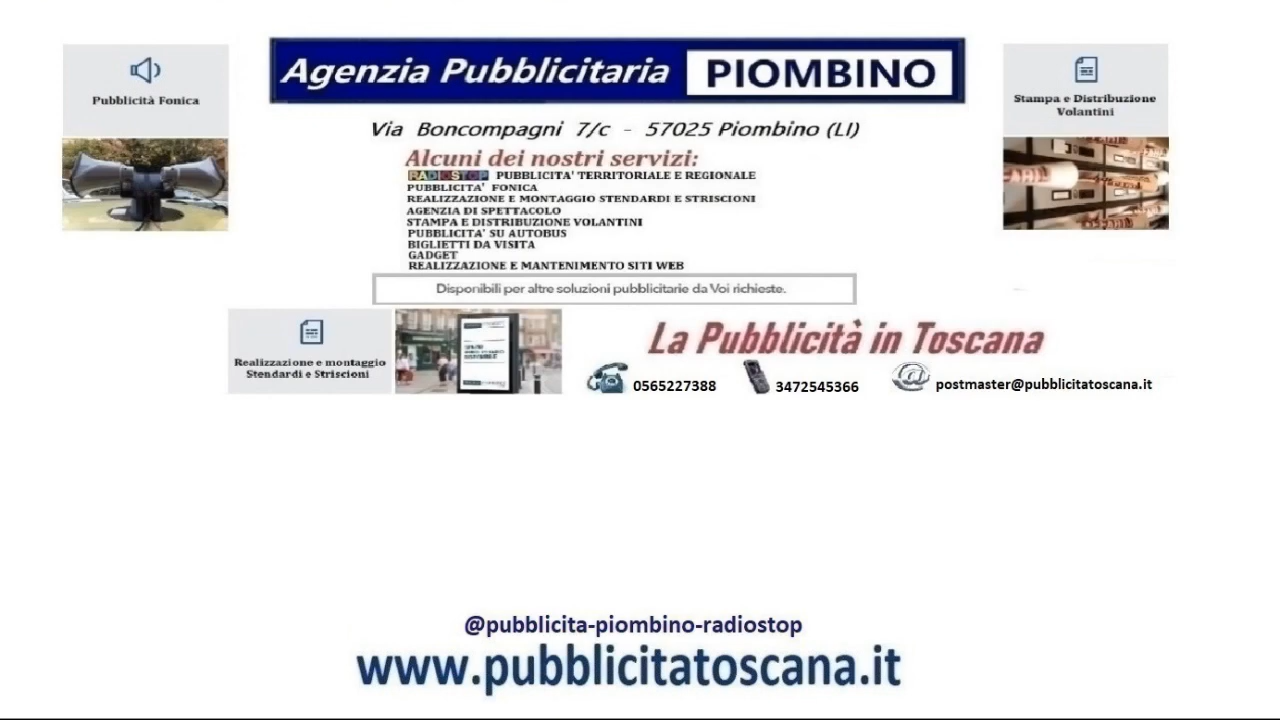 Agenzia Pubblicitaria PIOMBINO
Pubblicità Fonica
Stampa e Distribuzione
Volantini
Via Boncompagni 7/c - 57025 Piombino (LI)
Alcuni dei nostri servizi:
RADIOSTOP PUBBLICITA' TERRITORIALE E REGIONALE
PUBBLICITA' FONICA
REALIZZAZIONE E MONTAGGIO STENDARDI E STRISCIONI
AGENZIA DI SPETTACOLO
STAMPA E DISTRIBUZIONE VOLANTINI
PUBBLICITA' SU AUTOBUS
BIGLIETTI DA VISITA
GADGET
REALIZZAZIONE E MANTENIMENTO SITI WEB
Disponibili per altre soluzioni pubblicitarie da Voi richieste.
Realizzazione e montaggio
Stendardi e Striscioni
La Pubblicità in Toscana
0565227388
3472545366
postmaster@pubblicitatoscana.it
@pubblicita-piombino-radiostop
www.pubblicitatoscana.it